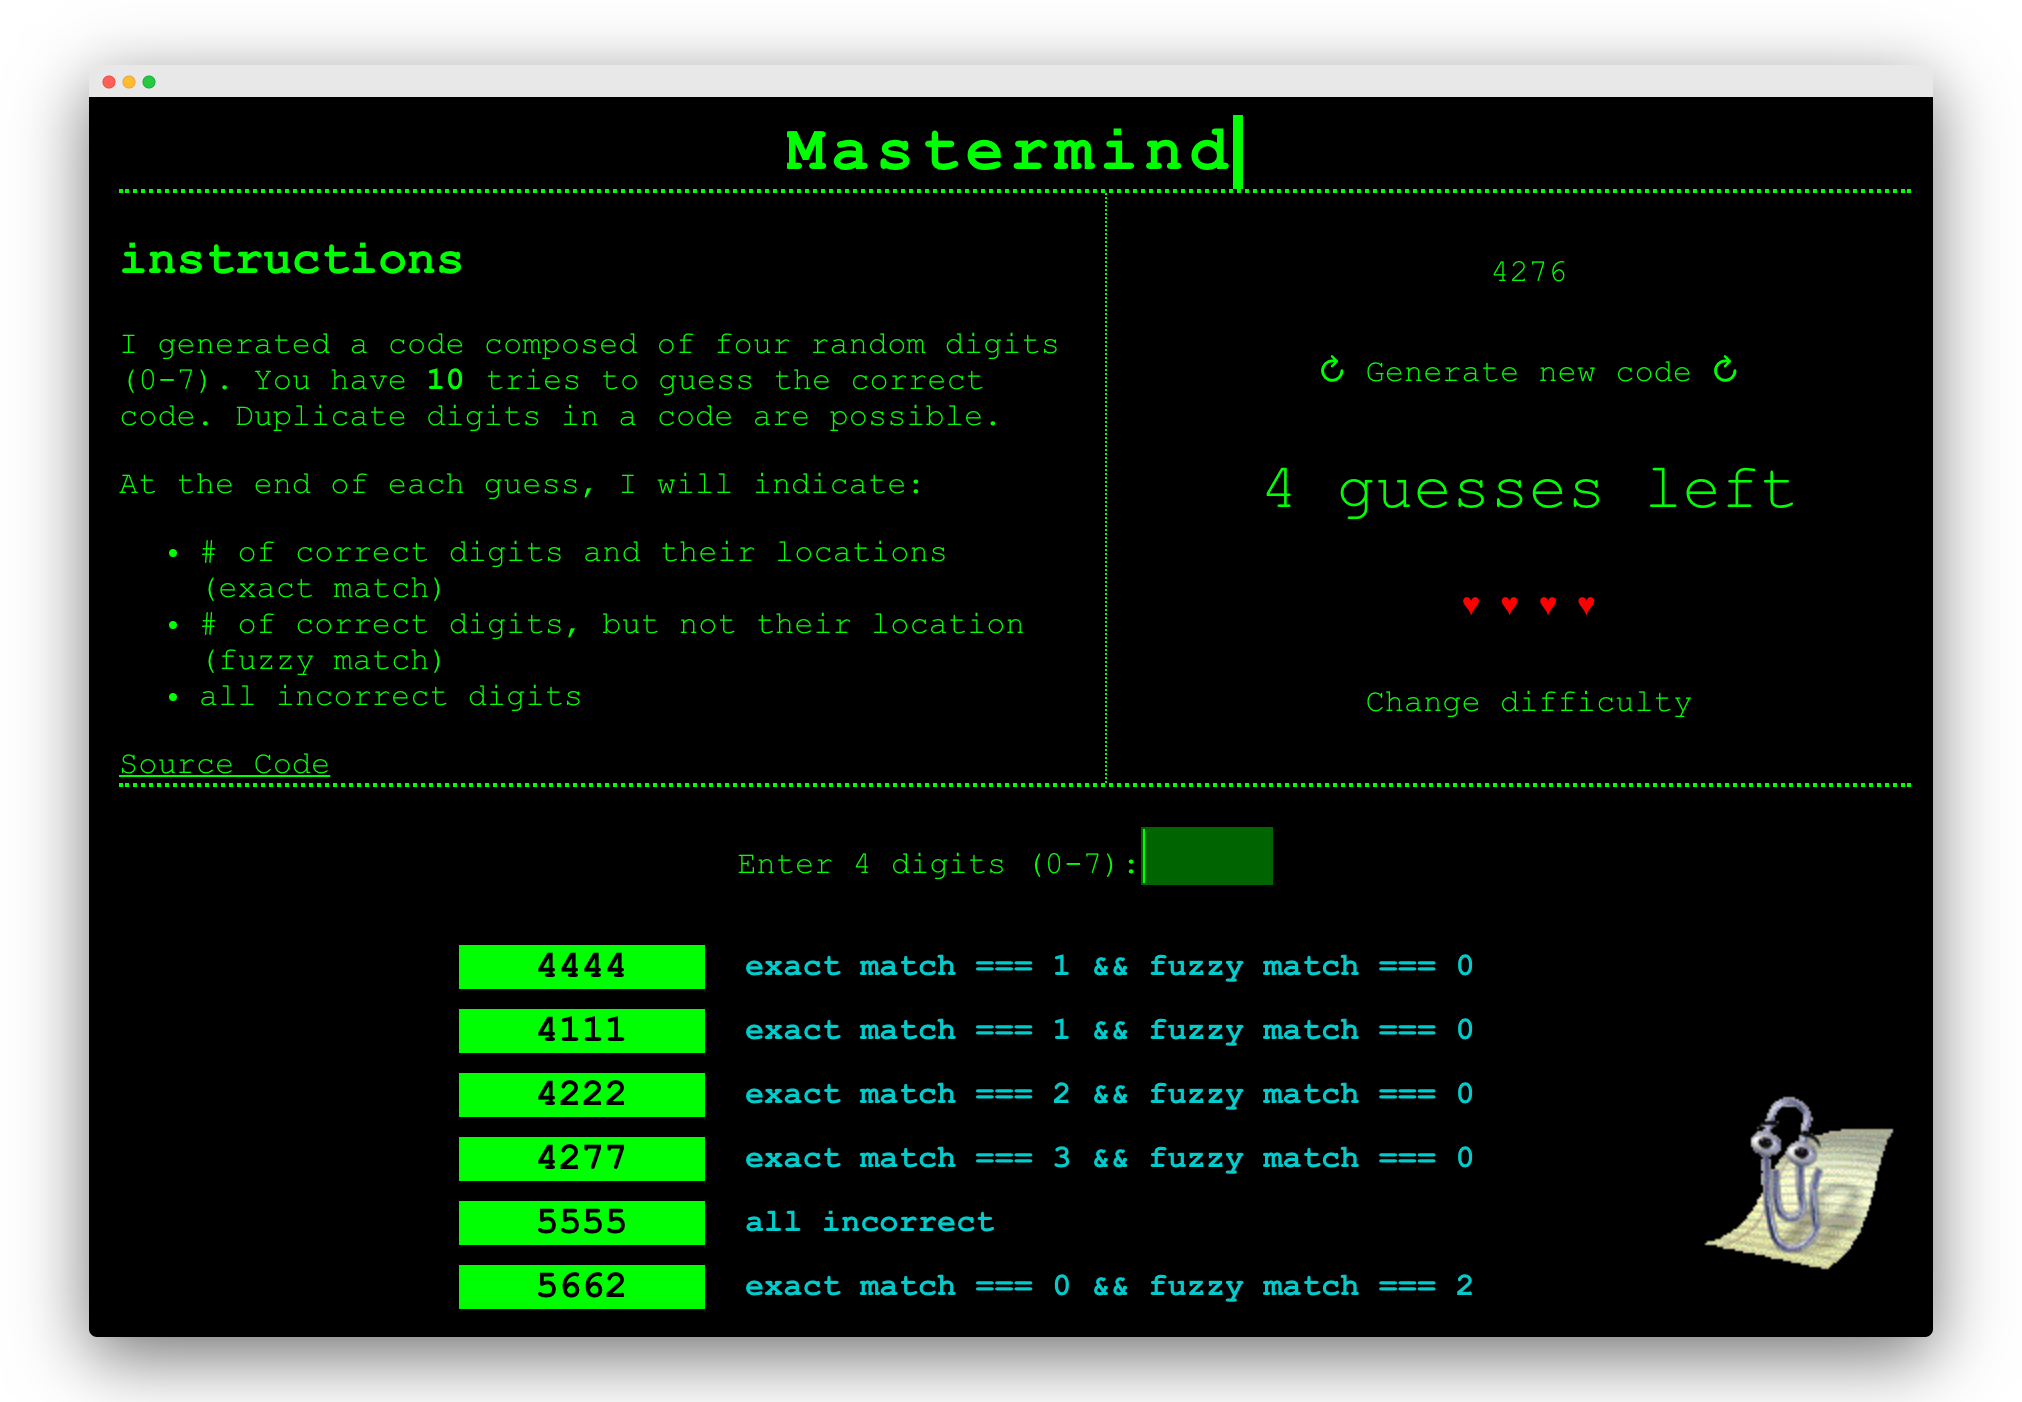 Mastermind
instructions
I generated a code composed of four random digits
(0-7). You have 10 tries to guess the correct
code. Duplicate digits in a code are possible.
At the end of each guess, I will indicate:
• # of correct digits and their locations
(exact match)
• # of correct digits, but not their location
(fuzzy match)
• all incorrect digits
Source Code
4276
↻ Generate new code ↻
4 guesses left
♥ ♥ ♥ ♥
Change difficulty
Enter 4 digits (0-7):
4444 exact match === 1 && fuzzy match === 0
4111 exact match === 1 && fuzzy match === 0
4222 exact match === 2 && fuzzy match === 0
4277 exact match === 3 && fuzzy match === 0
5555 all incorrect
5662 exact match === 0 && fuzzy match === 2